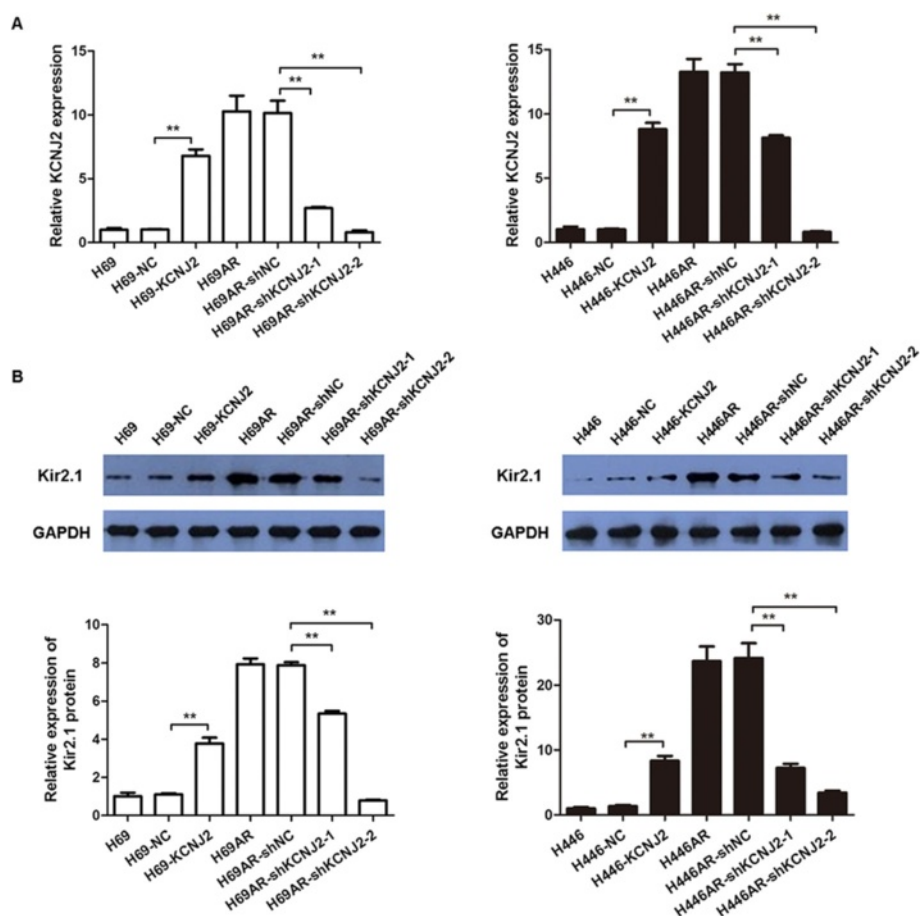 A
Relative KCNJ2 expression
15
10
5
0
**
**
**
H69
H69-NC
H69-KCNJ2
H69AR
H69AR-shNC
H69AR-shKCNJ2-1
H69AR-shKCNJ2-2
Relative KCNJ2 expression
15
10
5
0
**
**
**
H446
H446-NC
H446-KCNJ2
H446AR
H446AR-shNC
H446AR-shKCNJ2-1
H446AR-shKCNJ2-2
B
H69
H69-NC
H69-KCNJ2
H69AR
H69AR-shNC
H69AR-shKCNJ2-1
H69AR-shKCNJ2-2
Kir2.1
GAPDH
H446
H446-NC
H446-KCNJ2
H446AR
H446AR-shNC
H446AR-shKCNJ2-1
H446AR-shKCNJ2-2
Kir2.1
GAPDH
Relative expression of
Kir2.1 protein
10
8
6
4
2
0
**
**
**
H69
H69-NC
H69-KCNJ2
H69AR
H69AR-shNC
H69AR-shKCNJ2-1
H69AR-shKCNJ2-2
Relative expression of
Kir2.1 protein
30
20
10
0
**
**
**
H446
H446-NC
H446-KCNJ2
H446AR
H446AR-shNC
H446AR-shKCNJ2-1
H446AR-shKCNJ2-2